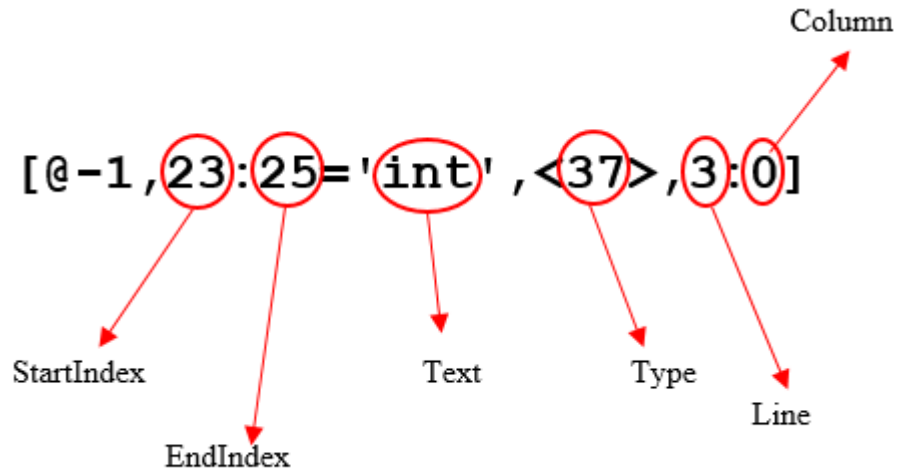 Column
[@-1,23:25='int',<37>,3:0]
StartIndex
Text
Type
Line
EndIndex